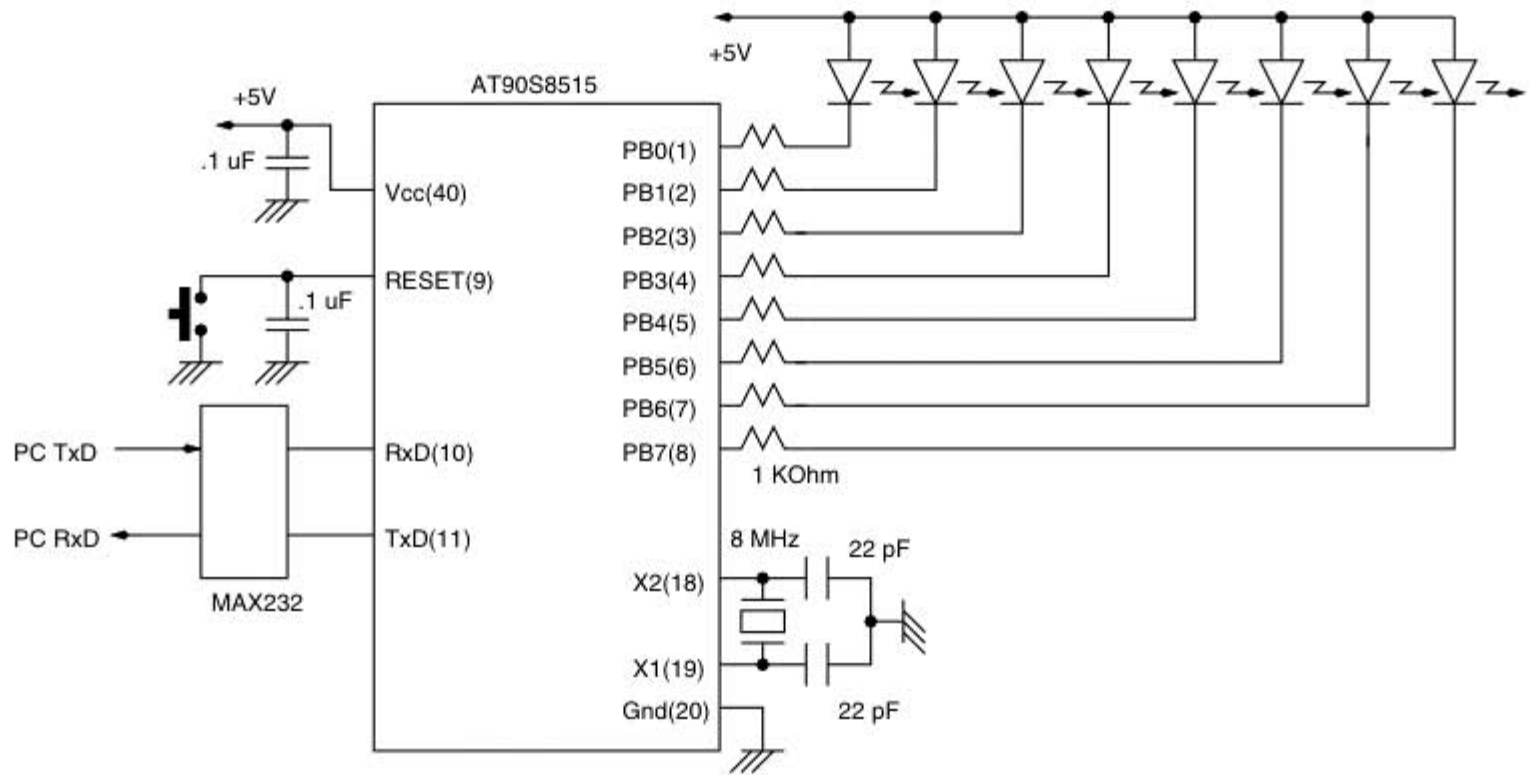 +5V
AT90S8515
+5V
.1 uF
Vcc(40)
RESET(9)
.1 uF
PC TxD
RxD(10)
PC RxD
TxD(11)
MAX232
PB0(1)
PB1(2)
PB2(3)
PB3(4)
PB4(5)
PB5(6)
PB6(7)
PB7(8)
1 KOhm
8 MHz
22 pF
X2(18)
X1(19)
22 pF
Gnd(20)